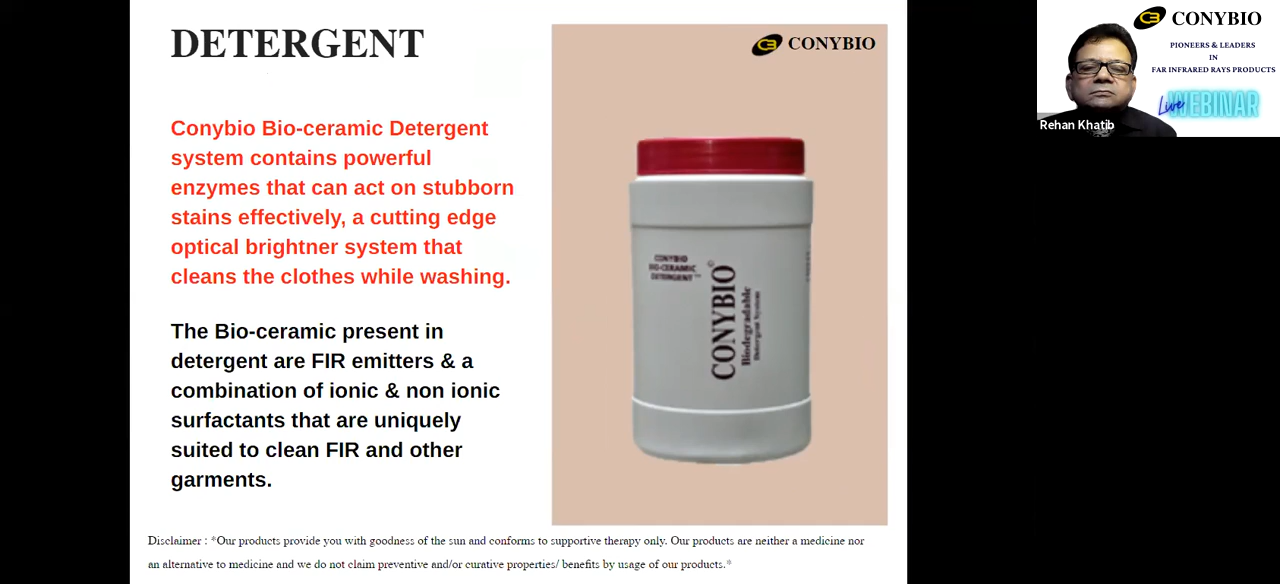 DETERGENT
Conybio Bio-ceramic Detergent
system contains powerful
enzymes that can act on stubborn
stains effectively, a cutting edge
optical brightner system that
cleans the clothes while washing.
The Bio-ceramic present in
detergent are FIR emitters & a
combination of ionic & non ionic
surfactants that are uniquely
suited to clean FIR and other
garments.
CONYBIO
CONYBIO
BIO-CERAMIC
DETERGENT™
CONYBIO
Biodegradable
Detergent System
Disclaimer : *Our products provide you with goodness of the sun and conforms to supportive therapy only. Our products are neither a medicine nor
an alternative to medicine and we do not claim preventive and/or curative properties/ benefits by usage of our products.*
CONYBIO
PIONEERS & LEADERS
IN
FAR INFRARED RAYS PRODUCTS
Live WEBINAR
Rehan Khatib